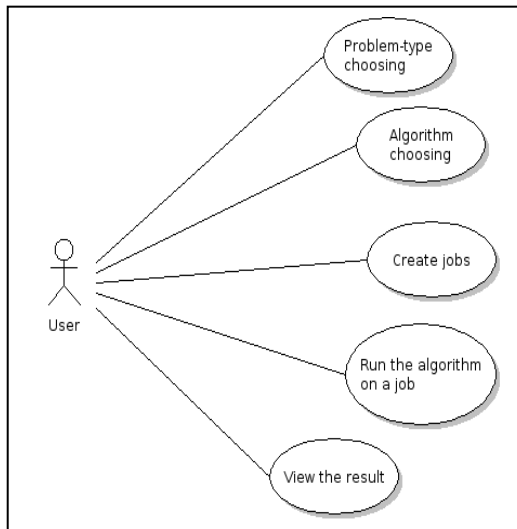 Problem-type
choosing
Algorithm
choosing
Create jobs
User
Run the algorithm
on a job
View the result